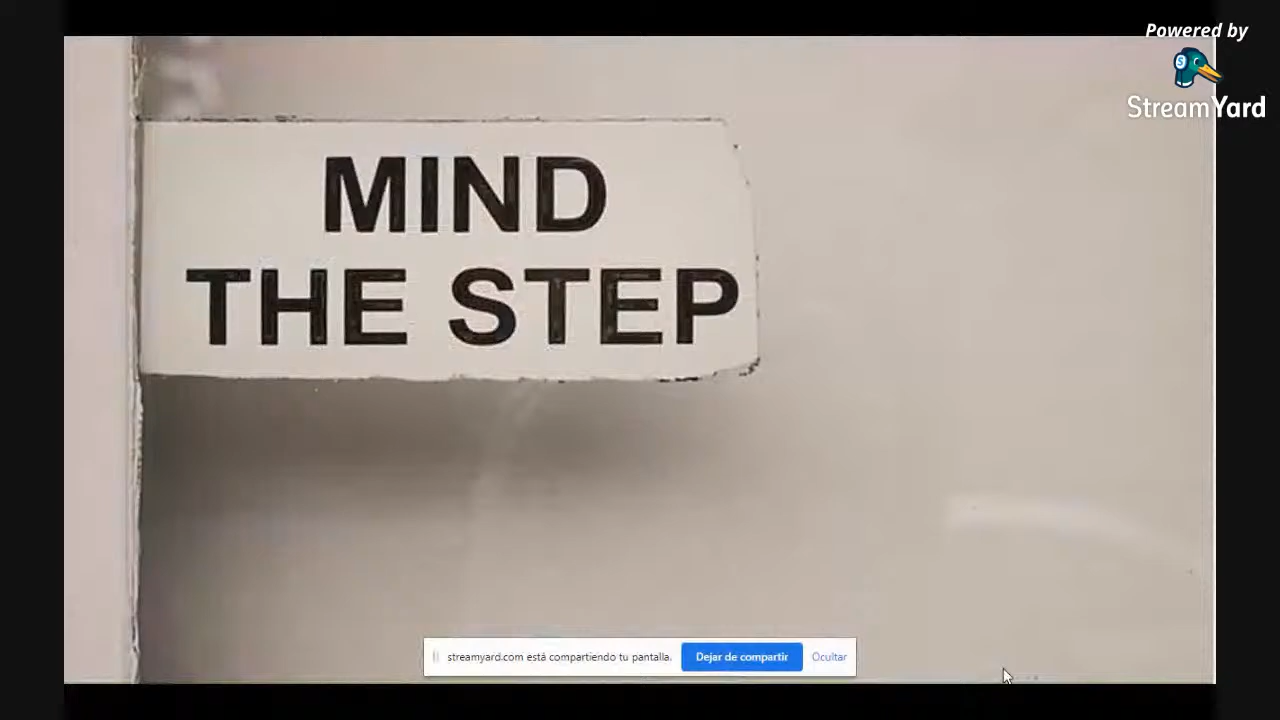 Powered by
StreamYard
MIND
THE STEP
streamyard.com está compartiendo tu pantalla. Dejar de compartir Ocultar